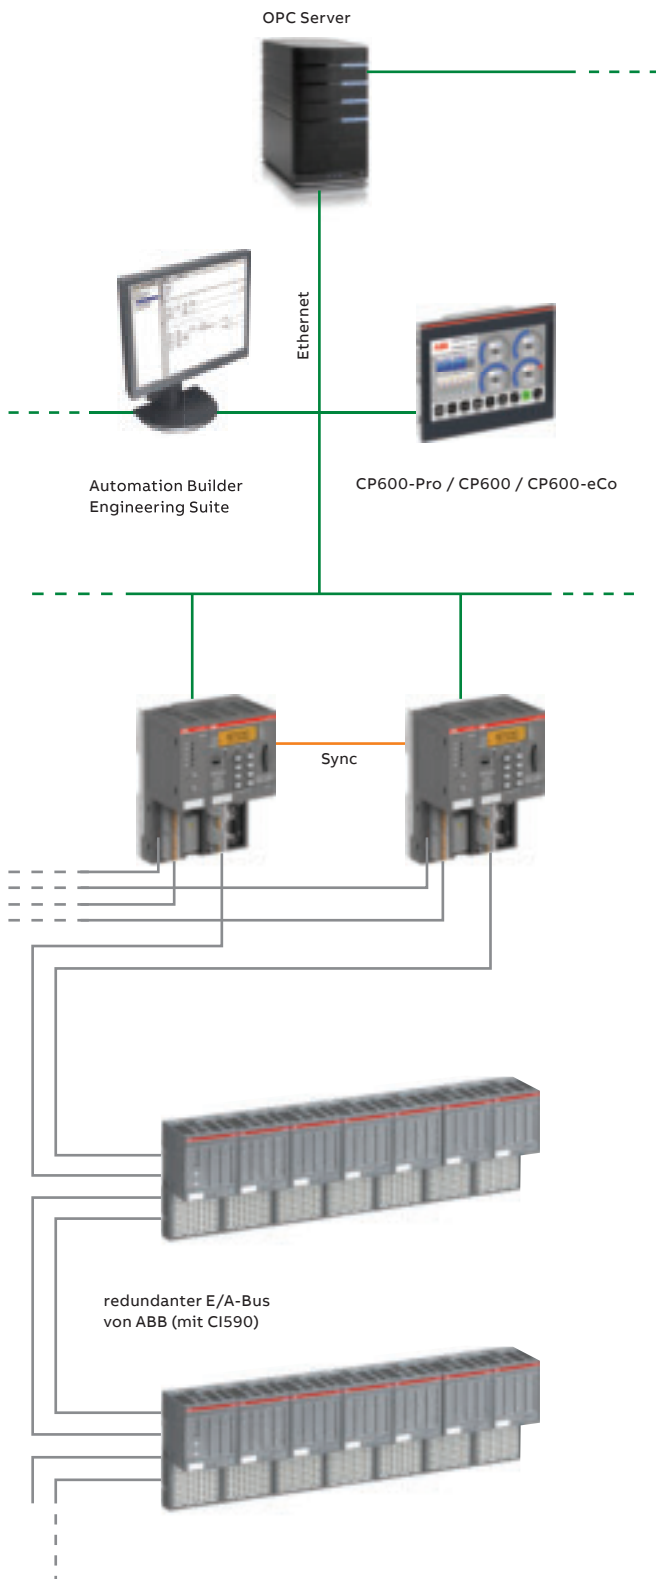 OPC Server
Ethernet
Automation Builder
Engineering Suite
CP600-Pro / CP600 / CP600-eCo
Sync
redundanter E/A-Bus
von ABB (mit CI590)